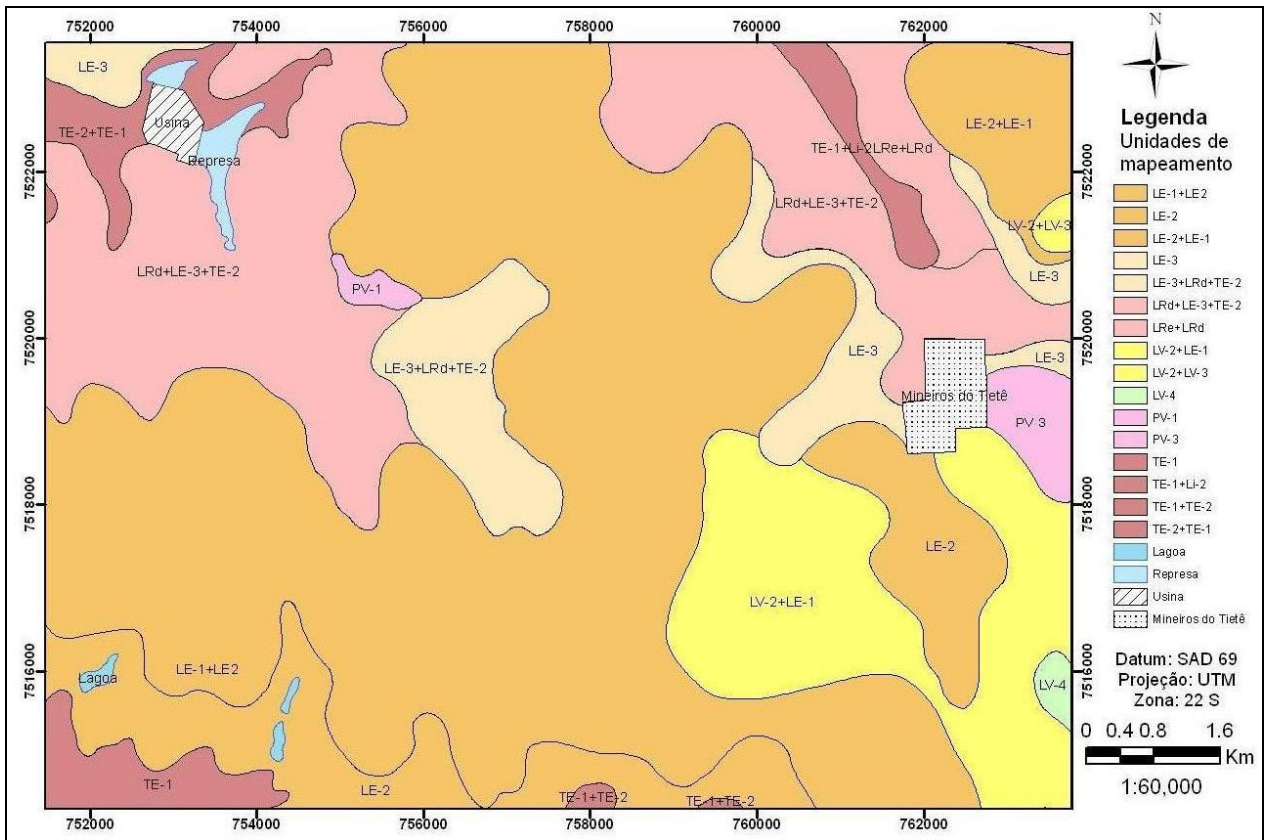 752000 754000 756000 758000 760000 762000
N
LE-3
Usina
TE-2+TE-1
Represa
LE-2+LE-1
TE-1+Li-2LRe+LRd
7522000
7522000
LRd+LE-3+TE-2
LV-2+LV-3
LRd+LE-3+TE-2
LE-3
PV-1
7520000
7520000
LE-3+LRd+TE-2
LE-3
LE-3
Mineiros do Tietê
PV-3
7518000
7518000
LE-2
LV-2+LE-1
7516000
7516000
LE-1+LE2
Lagoa
LV-4
TE-1
LE-2
TE-1+TE-2
TE-1+TE-2
752000 754000 756000 758000 760000 762000
Legenda
Unidades de
mapeamento
LE-1+LE2
LE-2
LE-2+LE-1
LE-3
LE-3+LRd+TE-2
LRd+LE-3+TE-2
LRe+LRd
LV-2+LE-1
LV-2+LV-3
LV-4
PV-1
PV-3
TE-1
TE-1+Li-2
TE-1+TE-2
TE-2+TE-1
Lagoa
Represa
Usina
Mineiros do Tietê
Datum: SAD 69
Projeção: UTM
Zona: 22 S
0 0.4 0.8 1.6
Km
1:60,000